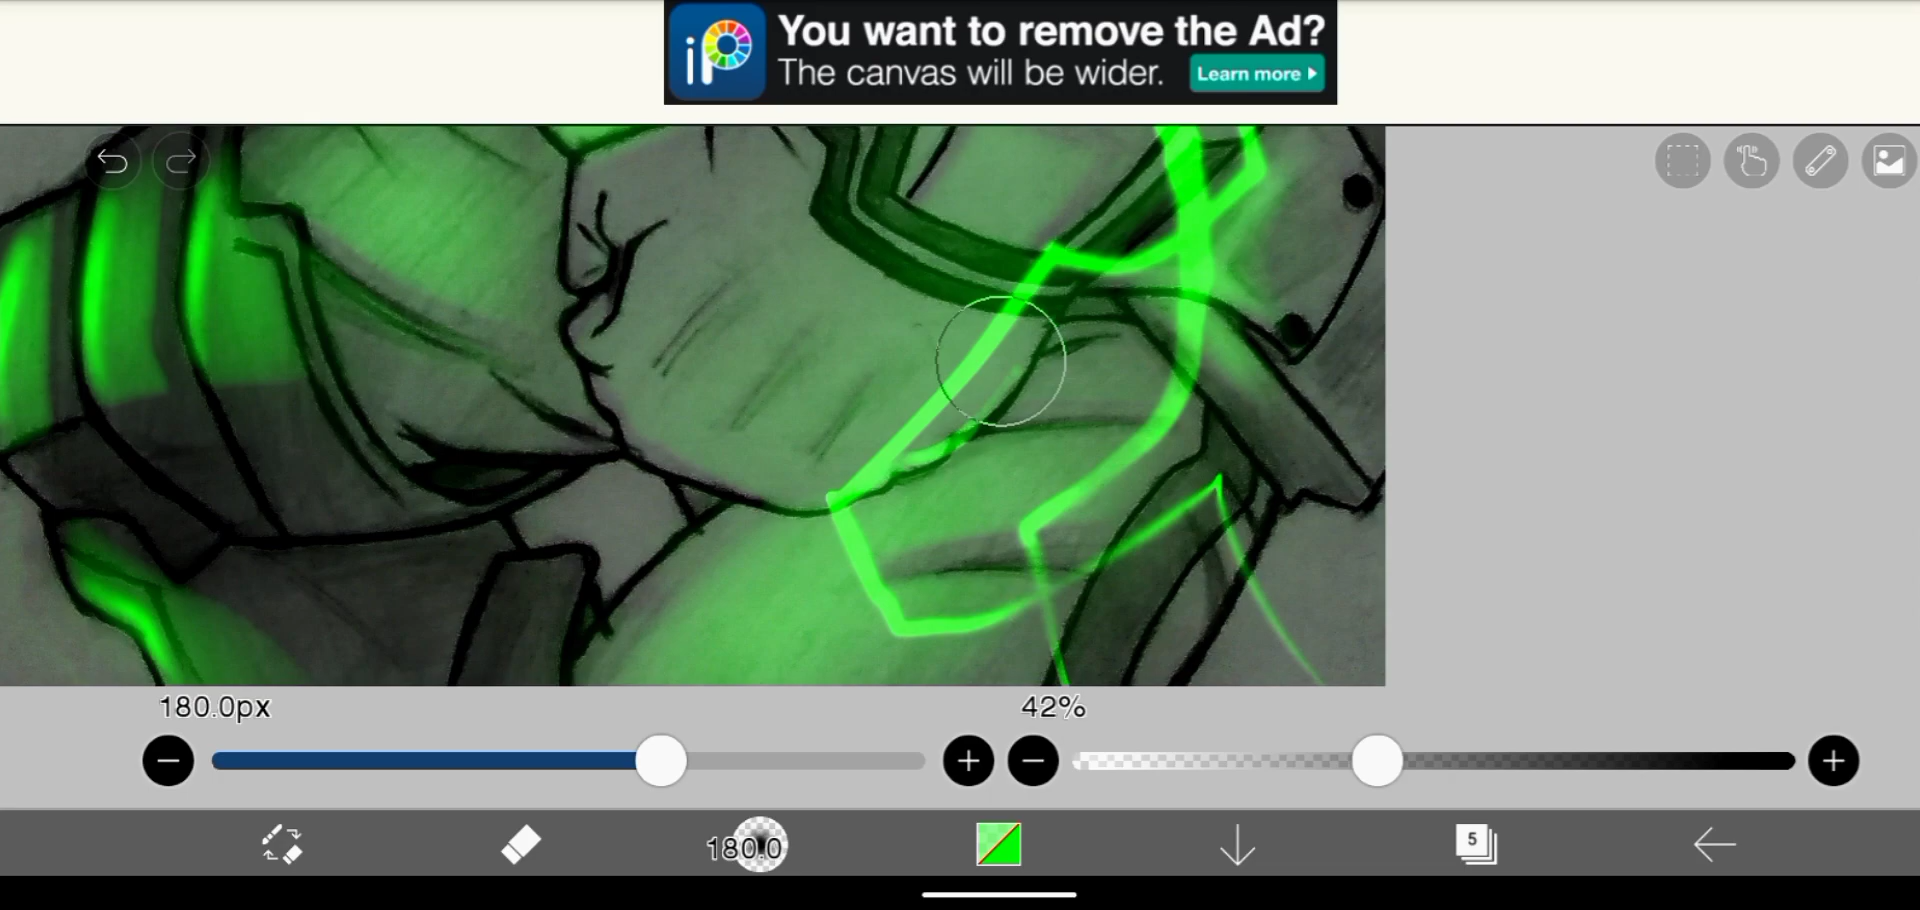 iP
You want to remove the Ad?
The canvas will be wider.
Learn more
180.0px
42%
180.0
5